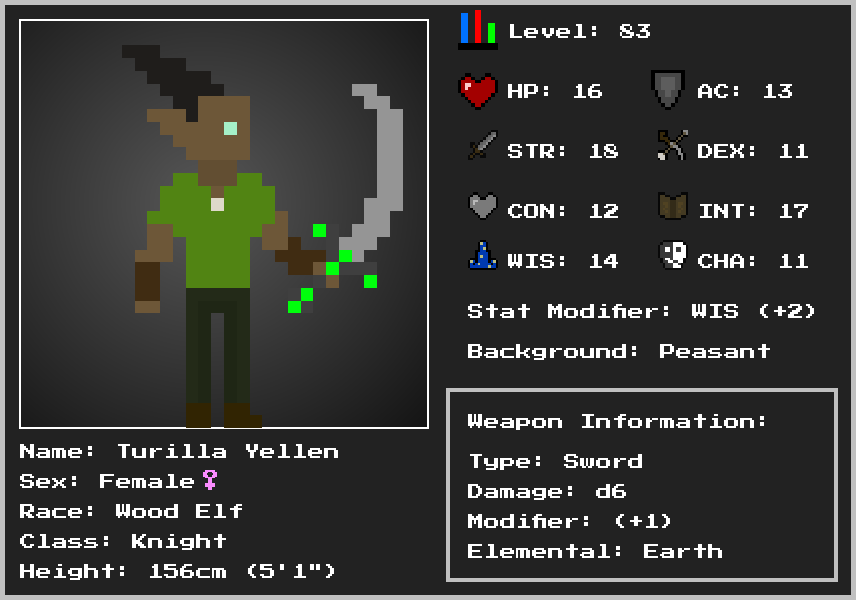 Level: 83
HP: 16 AC: 13
STR: 18 DEX: 11
CON: 12 INT: 17
WIS: 14 CHA: 11
Stat Modifier: WIS (+2)
Background: Peasant
Weapon Information:
Type: Sword
Damage: d6
Modifier: (+1)
Elemental: Earth
Name: Turilla Yellen
Sex: Female♀
Race: Wood Elf
Class: Knight
Height: 156cm (5'1")